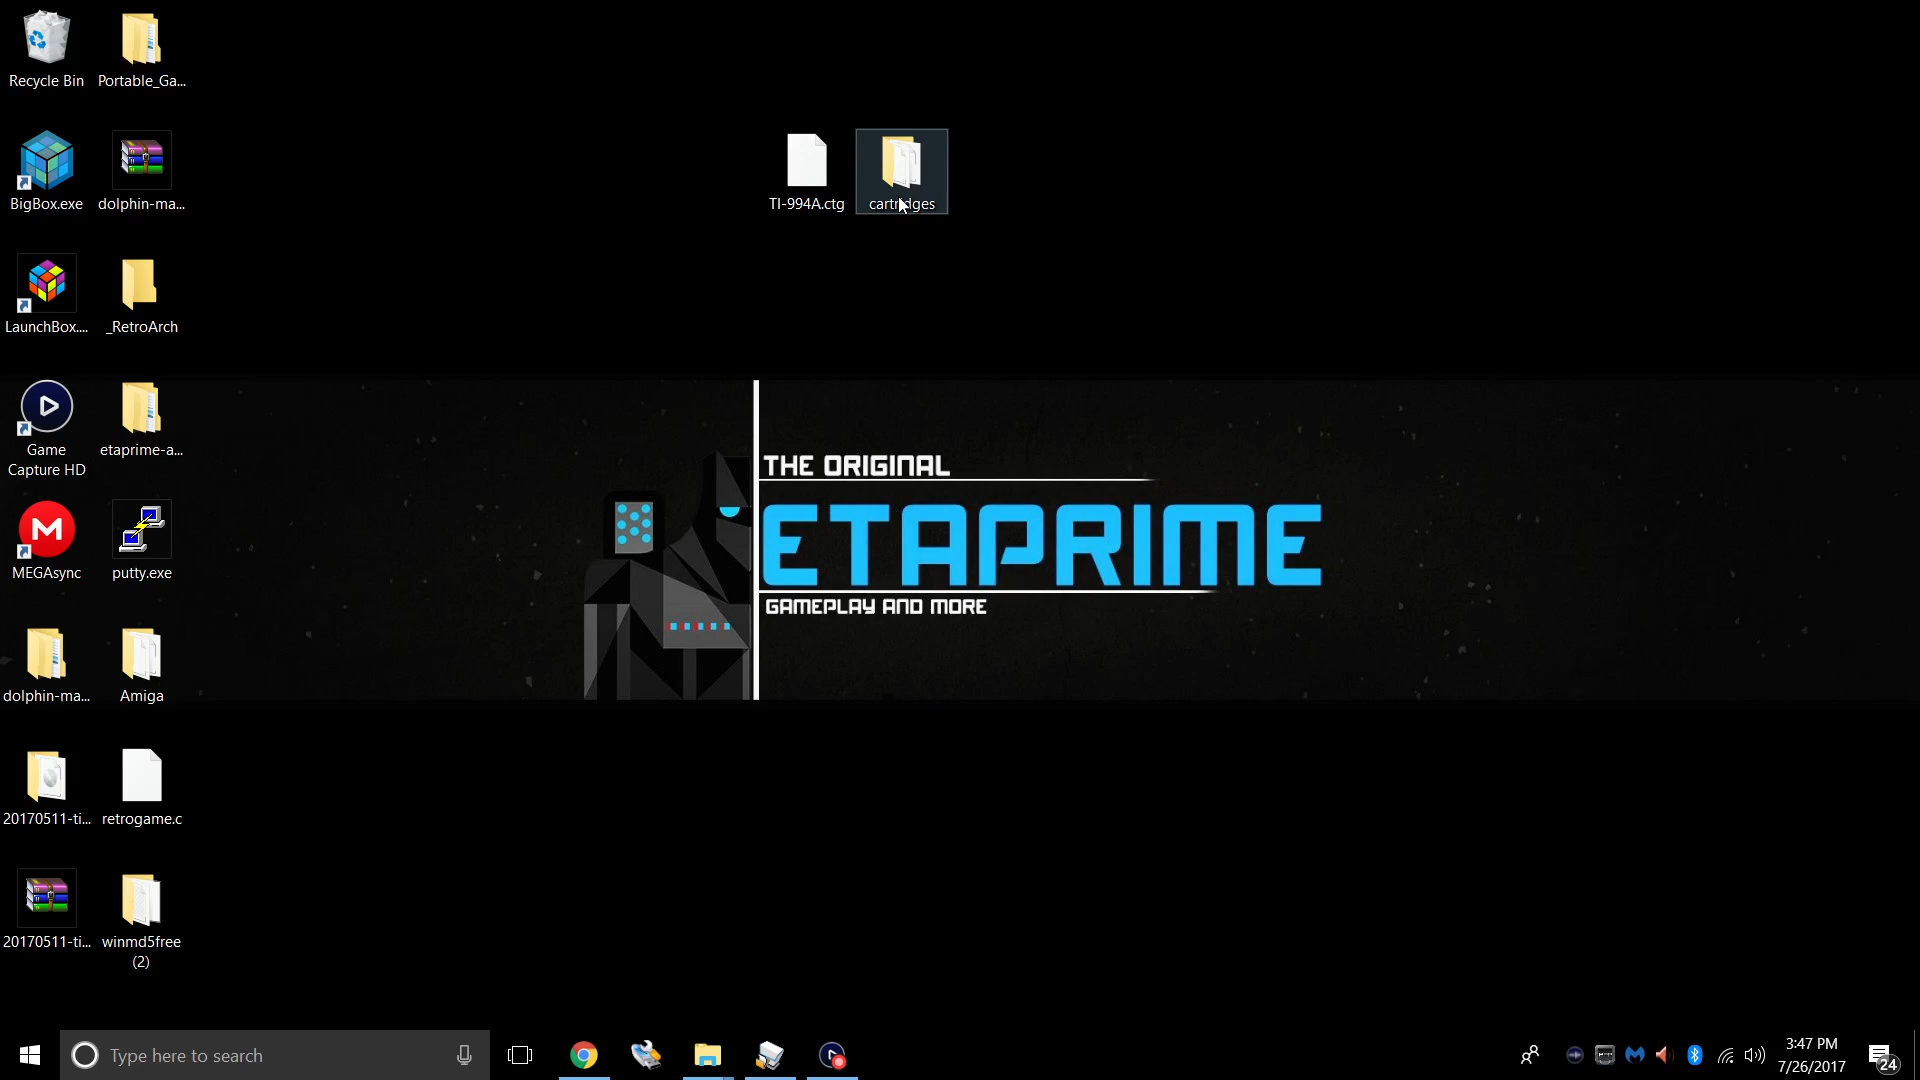 Recycle Bin
Portable_Ga...
BigBox.exe
dolphin-ma...
TI-994A.ctg
cartridges
LaunchBox....
_RetroArch
Game
Capture HD
etaprime-a...
THE ORIGINAL
ETAPRIME
GAMEPLAY AND MORE
MEGAsync
putty.exe
dolphin-ma...
Amiga
20170511-ti...
retrogame.c
20170511-ti...
winmd5free
(2)
Type here to search
3:47 PM
7/26/2017
24